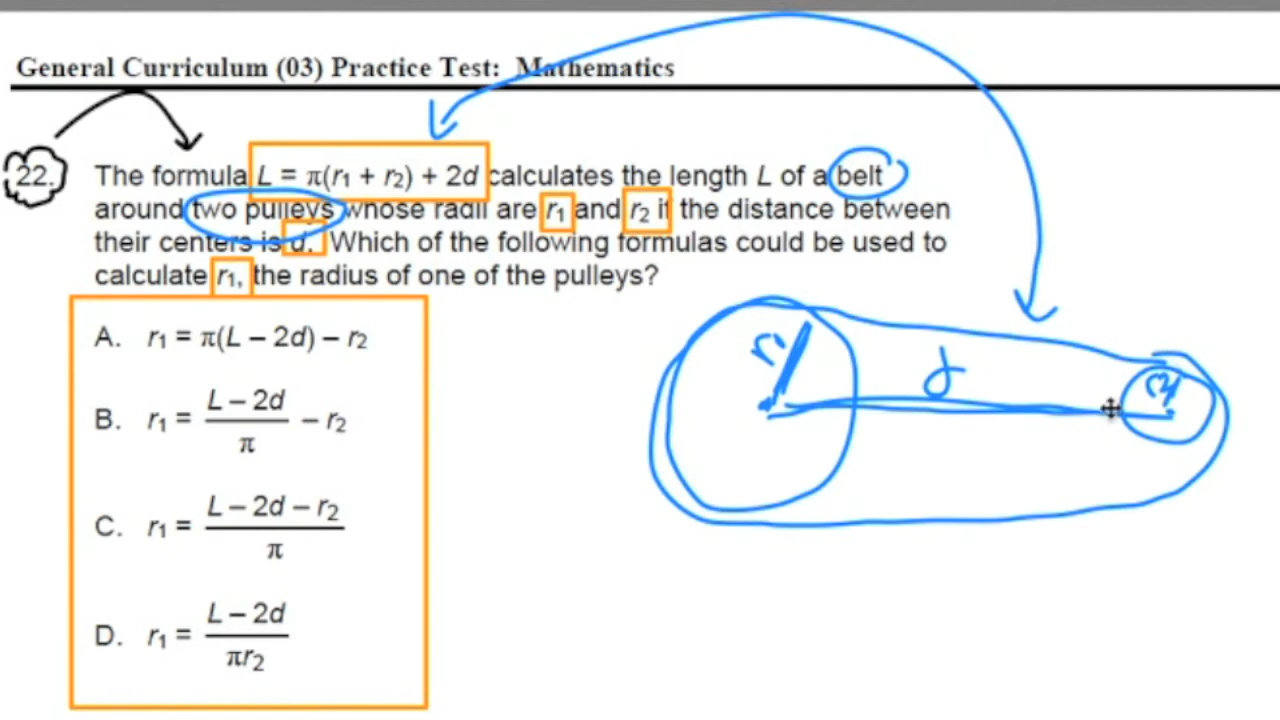 General Curriculum (03) Practice Test: Mathematics
22. The formula L = π(r₁ + r₂) + 2d calculates the length L of a belt
around two pulleys whose radii are r₁ and r₂ if the distance between
their centers is d. Which of the following formulas could be used to
calculate r₁, the radius of one of the pulleys?
A. r₁ = π(L – 2d) – r₂
B. r₁ = (L – 2d)/π – r₂
C. r₁ = (L – 2d – r₂)/π
D. r₁ = (L – 2d)/(πr₂)
r₁
d
r₂